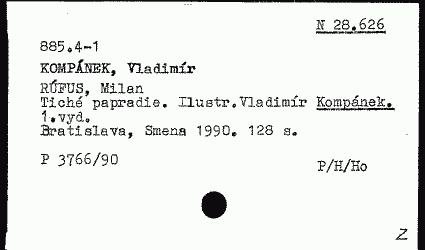 N 28.626
885.4-1
KOMPÁNEK, Vladimír
RÚFUS, Milan
Tiché papradie. Ilustr.Vladimír Kompánek.
1.vyd.
Bratislava, Smena 1990. 128 s.
P 3766/90
P/H/Ho
Z